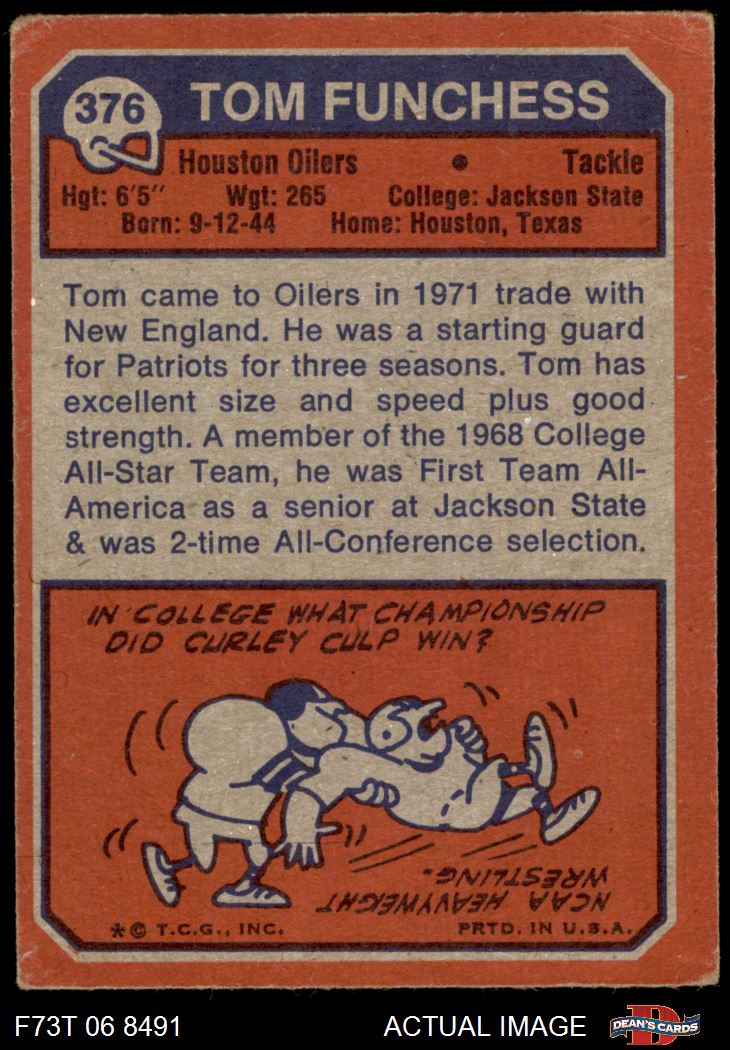 376
TOM FUNCHESS
Houston Oilers • Tackle
Hgt: 6'5" Wgt: 265 College: Jackson State
Born: 9-12-44 Home: Houston, Texas
Tom came to Oilers in 1971 trade with
New England. He was a starting guard
for Patriots for three seasons. Tom has
excellent size and speed plus good
strength. A member of the 1968 College
All-Star Team, he was First Team All-
America as a senior at Jackson State
& was 2-time All-Conference selection.
IN COLLEGE WHAT CHAMPIONSHIP
DID CURLEY CULP WIN?
NCAA HEAVYWEIGHT
WRESTLING.
*© T.C.G., INC. PRTD. IN U.S.A.
F73T 06 8491 ACTUAL IMAGE DEAN'S CARDS